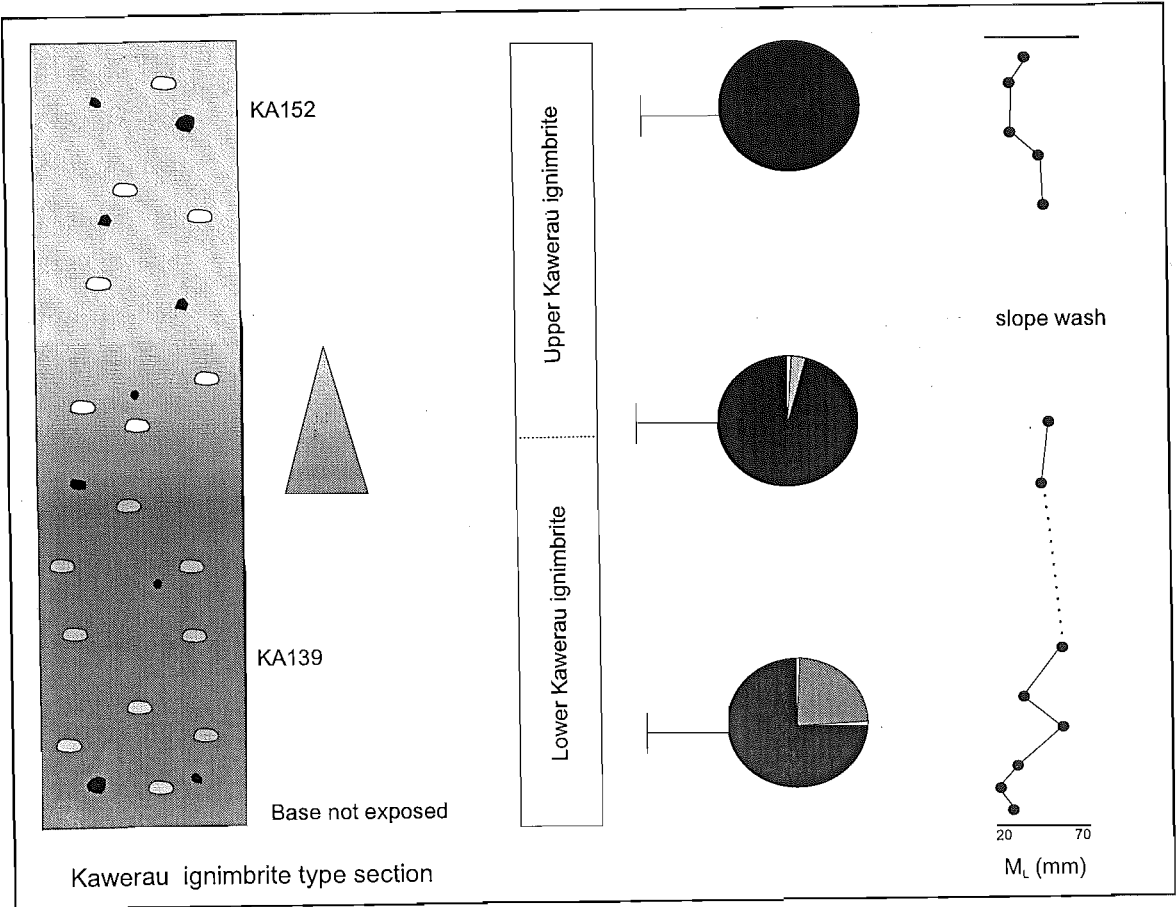 KA152
Upper Kawerau ignimbrite
slope wash
Lower Kawerau ignimbrite
KA139
Base not exposed
20 70
M_L (mm)
Kawerau ignimbrite type section